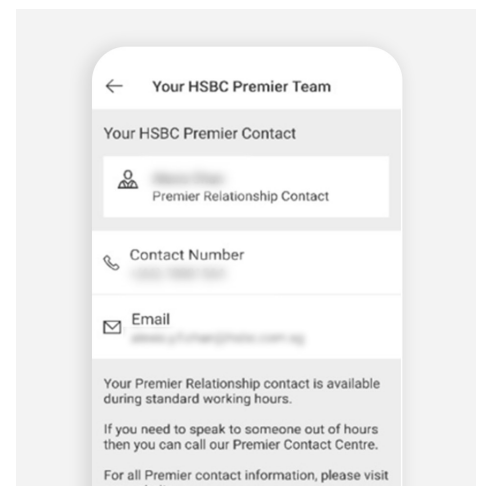 Your HSBC Premier Team
Your HSBC Premier Contact
Premier Relationship Contact
Contact Number
Email
Your Premier Relationship contact is available
during standard working hours.
If you need to speak to someone out of hours
then you can call our Premier Contact Centre.
For all Premier contact information, please visit